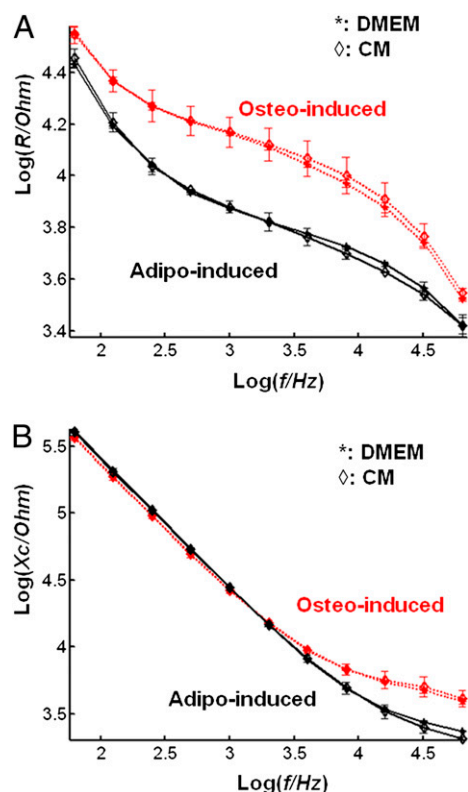 A
*: DMEM
◊: CM
Osteo-induced
Adipo-induced
Log(R/Ohm)
4.4
4.2
4
3.8
3.6
3.4
2
2.5
3
3.5
4
4.5
Log(f/Hz)
B
*: DMEM
◊: CM
Osteo-induced
Adipo-induced
Log(Xc/Ohm)
5.5
5
4.5
4
3.5
2
2.5
3
3.5
4
4.5
Log(f/Hz)